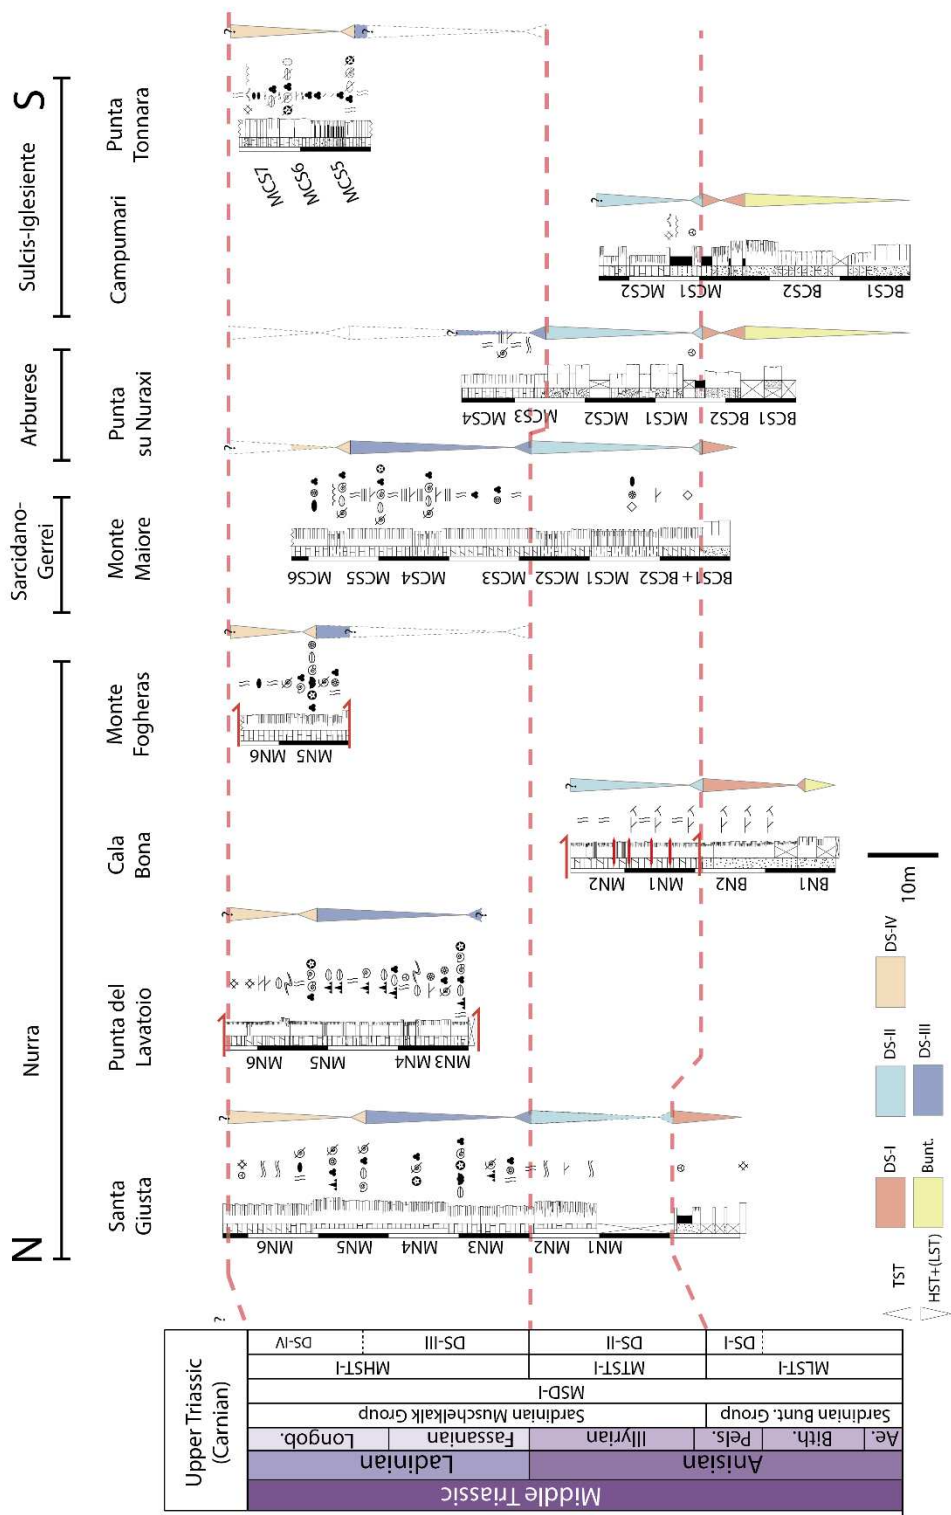 N
S
Nurra
Sarcidano-
Gerrei
Arburese
Sulcis-Iglesiente
Santa
Giusta
Punta del
Lavatoio
Cala
Bona
Monte
Fogheras
Monte
Maiore
Punta
su Nuraxi
Campumari
Punta
Tonnara
Upper Triassic
(Carnian)
Middle Triassic
Ladinian
Anisian
Longob.
Fassanian
Illyrian
Pels.
Bith.
Ae.
Sardinian Muschelkalk Group
Sardinian Bunt. Group
MSD-I
MHST-I
MTST-I
MLST-I
DS-IV
DS-III
DS-II
DS-I
?
MN6
MN5
MN4
MN3
MN2
MN1
?
MN6
MN5
MN4
MN3
?
?
MN2
MN1
BN2
BN1
?
MN6
MN5
?
?
MCS6
MCS5
MCS4
MCS3
MCS2
MCS1
BCS1+BCS2
?
MCS4
MCS3
MCS2
MCS1
MCS1
BCS2
BCS1
?
MCS2
MCS1
BCS2
BCS1
?
MCS7
MCS6
MCS5
?
?
10m
TST
HST+(LST)
DS-I
Bunt.
DS-II
DS-III
DS-IV